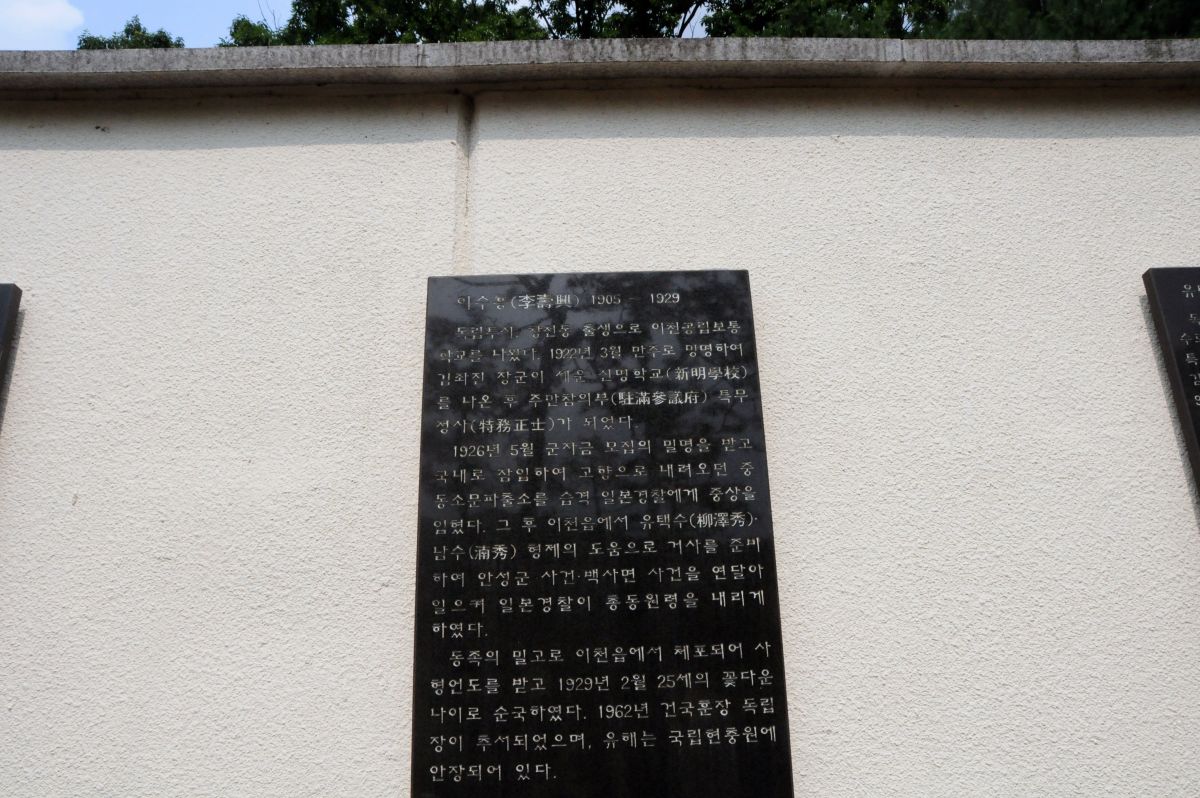 이수흥(李壽興) 1905 - 1929
독립투사. 창전동 출생으로 이천공립보통
학교를 나왔다. 1922년 3월 만주로 망명하여
김좌진 장군이 세운 신명학교(新明學校)
를 나온 후 주만참의부(駐滿參議府) 특무
정사(特務正士)가 되었다.
1926년 5월 군자금 모집의 밀명을 받고
국내로 잠입하여 고향으로 내려오던 중
동소문파출소를 습격 일본경찰에게 중상을
입혔다. 그 후 이천읍에서 유택수(柳澤秀)·
남수(湳秀) 형제의 도움으로 거사를 준비
하여 안성군 사건·백사면 사건을 연달아
일으켜 일본경찰이 총동원령을 내리게
하였다.
동족의 밀고로 이천읍에서 체포되어 사
형언도를 받고 1929년 2월 25세의 꽃다운
나이로 순국하였다. 1962년 건국훈장 독립
장이 추서되었으며, 유해는 국립현충원에
안장되어 있다.